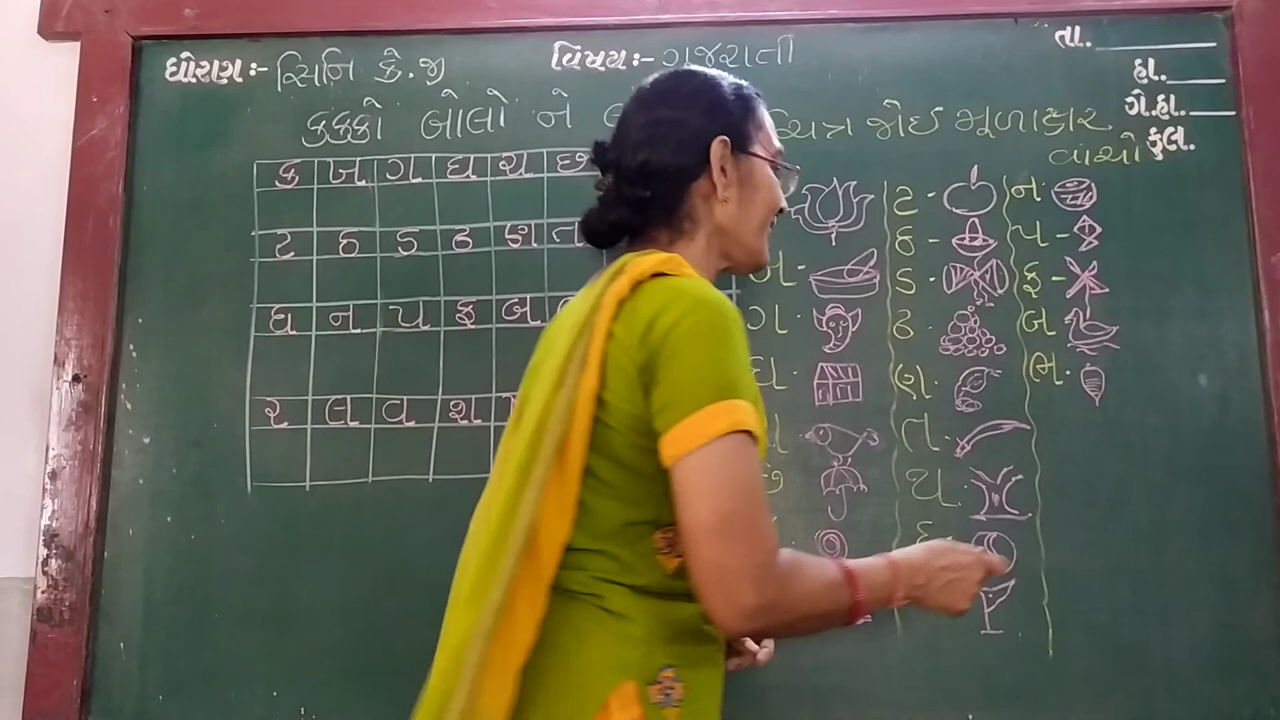 ધોરણ:- સિનિ કે.જી વિષય:- ગુજરાતી તા.
હા.
ગે.હા.
કુલ.
કક્કો બોલો ને ચિત્ર જોઈ મૂળાક્ષર
વાંચો
ક ખ ગ ઘ ચ છ
ટ ઠ ડ ઢ ણ ત
ધ ન પ ફ બ
ર લ વ શ
ખ -
ગ
ઘ
છ
ટ -
ઠ -
ડ
ઢ
ણ
ત
થ
દ
ન
પ -
ફ -
બ
ભ